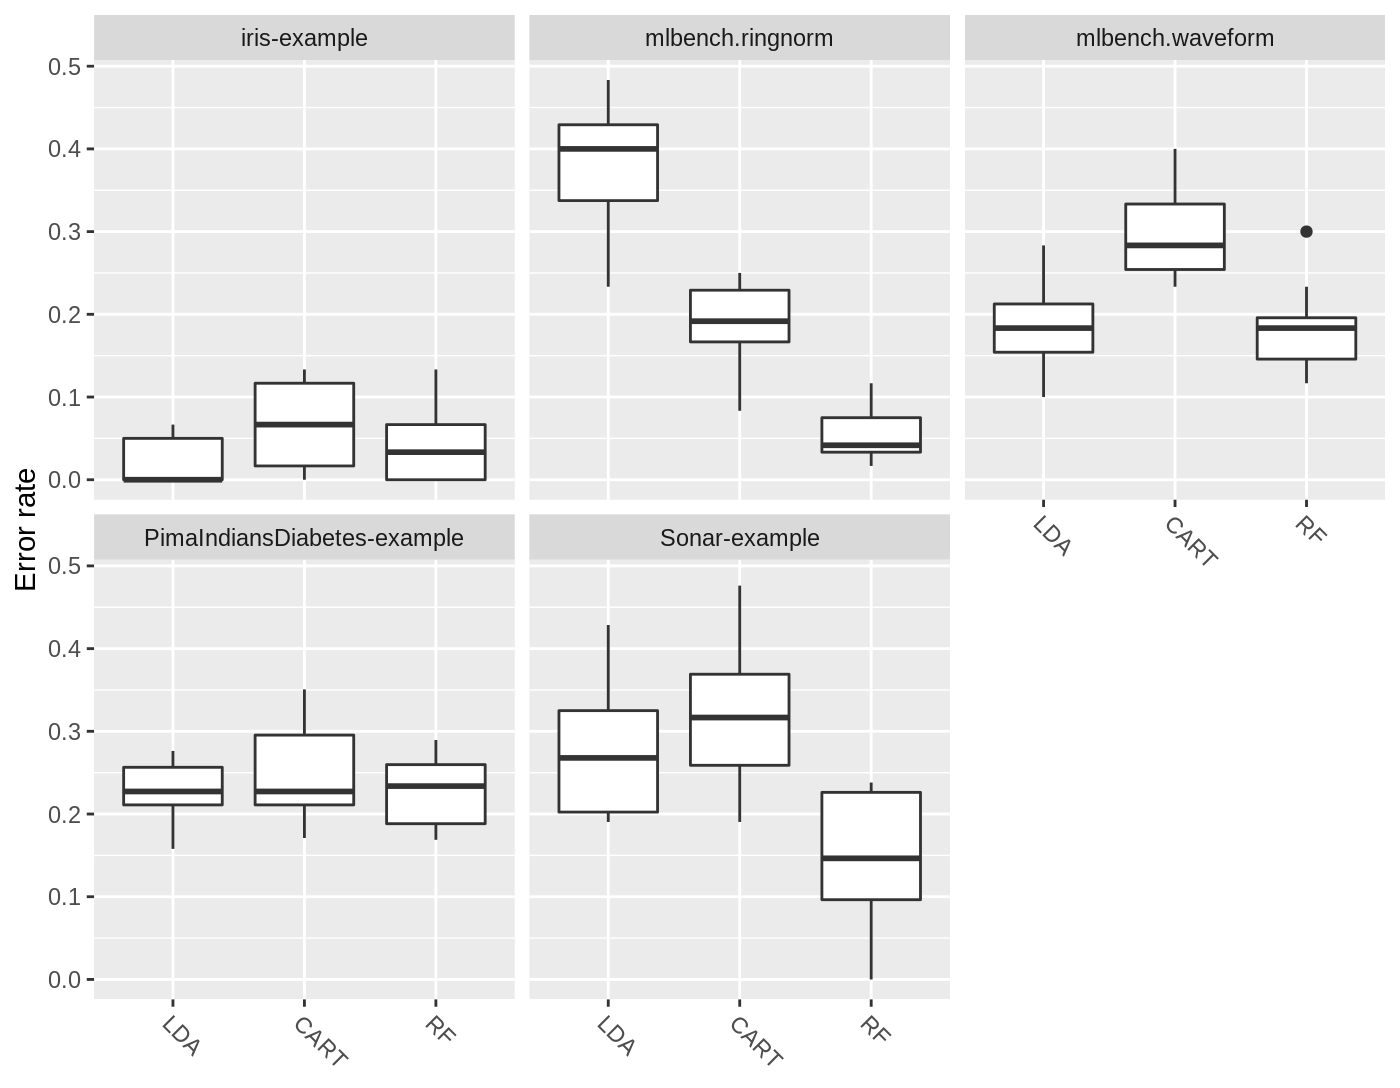 iris-example
mlbench.ringnorm
mlbench.waveform
0.5
0.4
0.3
0.2
0.1
0.0
LDA
CART
RF
Error rate
PimaIndiansDiabetes-example
Sonar-example
0.5
0.4
0.3
0.2
0.1
0.0
LDA
CART
RF
LDA
CART
RF